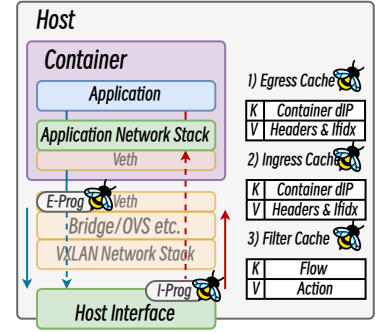 Host
Container
Application
Application Network Stack
Veth
E-Prog
Veth
Bridge/OVS etc.
VXLAN Network Stack
I-Prog
Host Interface
1) Egress Cache
K Container dIP
V Headers & Ifidx
2) Ingress Cache
K Container dIP
V Headers & Ifidx
3) Filter Cache
K Flow
V Action